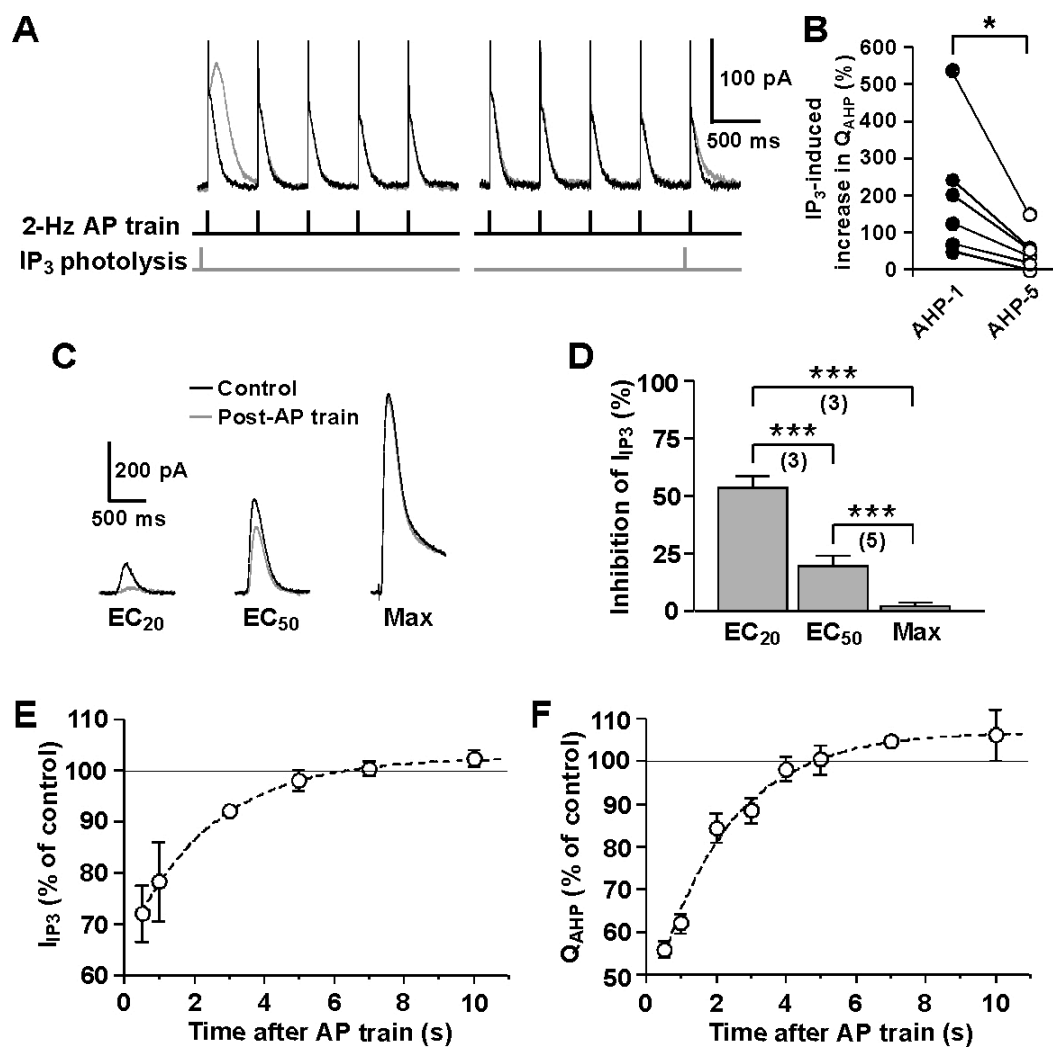 A
100 pA
500 ms
2-Hz AP train
IP3 photolysis
B
*
IP3-induced
increase in QAHP (%)
600
500
400
300
200
100
0
AHP-1
AHP-5
C
Control
Post-AP train
200 pA
500 ms
EC20
EC50
Max
D
Inhibition of IIP3 (%)
100
75
50
25
0
***
(3)
***
(3)
***
(5)
EC20
EC50
Max
E
IIP3 (% of control)
110
100
90
80
70
60
0 2 4 6 8 10
Time after AP train (s)
F
QAHP (% of control)
110
100
90
80
70
60
50
0 2 4 6 8 10
Time after AP train (s)